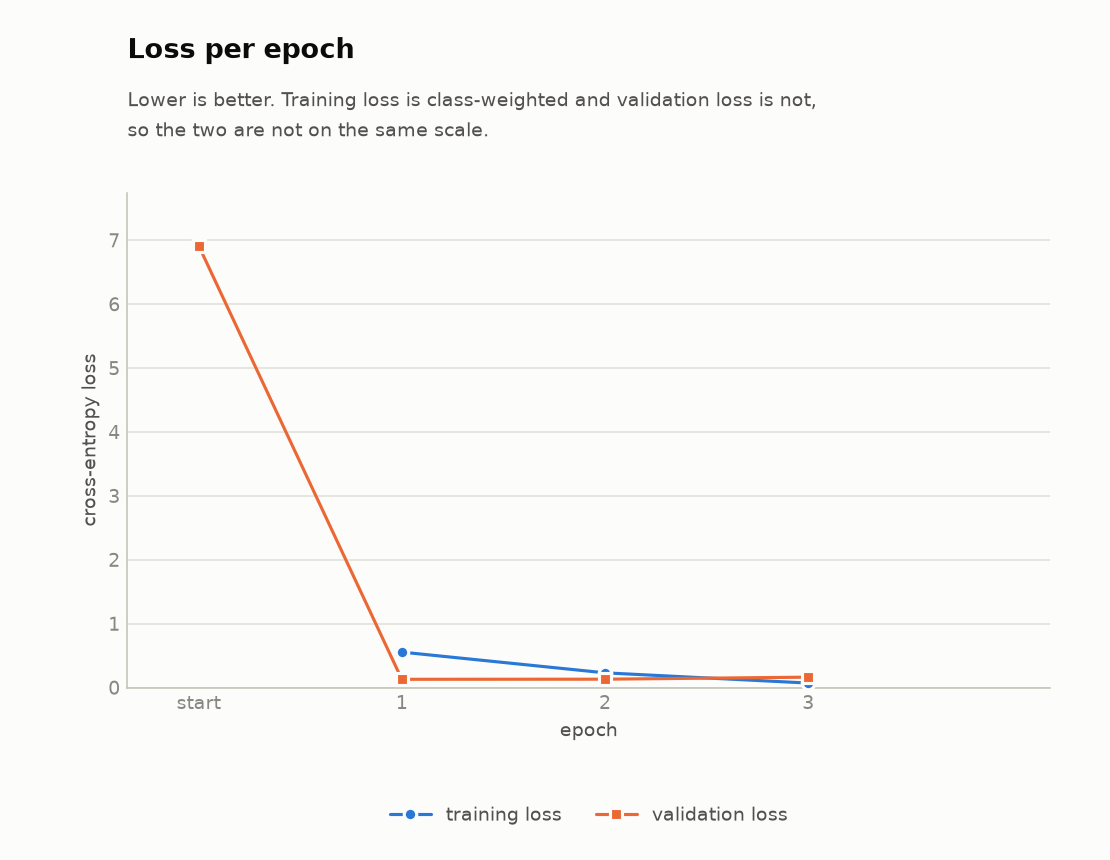 Loss per epoch
Lower is better. Training loss is class-weighted and validation loss is not,
so the two are not on the same scale.
7
6
5
4
3
2
1
0
cross-entropy loss
start 1 2 3
epoch
training loss validation loss